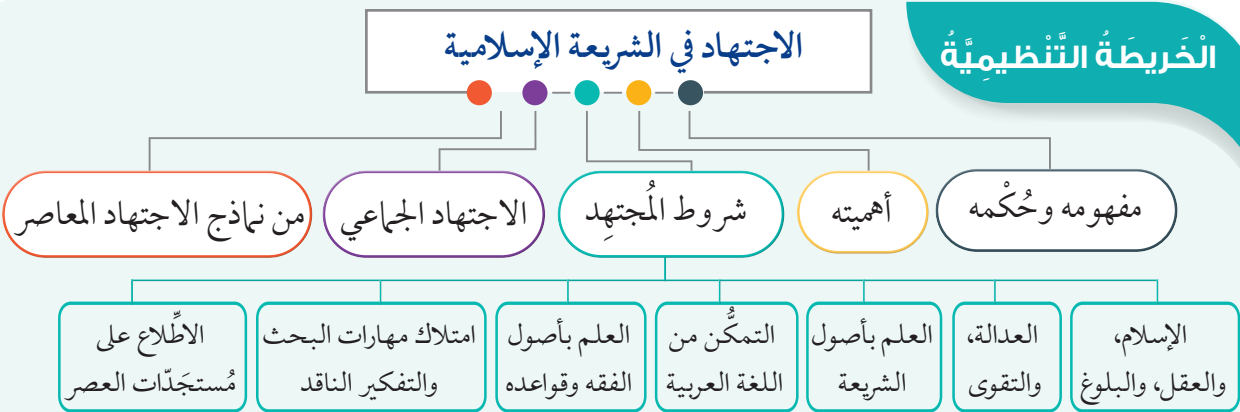 الْخَرِيطَةُ التَّنْظِيمِيَّةُ
الاجتهاد في الشريعة الإسلامية
مفهومه وحُكْمه
أهميته
شروط المُجتهِد
الاجتهاد الجماعي
من نماذج الاجتهاد المعاصر
الإسلام،
والعقل، والبلوغ
العدالة،
والتقوى
العلم بأصول
الشريعة
التمكُّن من
اللغة العربية
العلم بأصول
الفقه وقواعده
امتلاك مهارات البحث
والتفكير الناقد
الاطِّلاع على
مُستجَدّات العصر